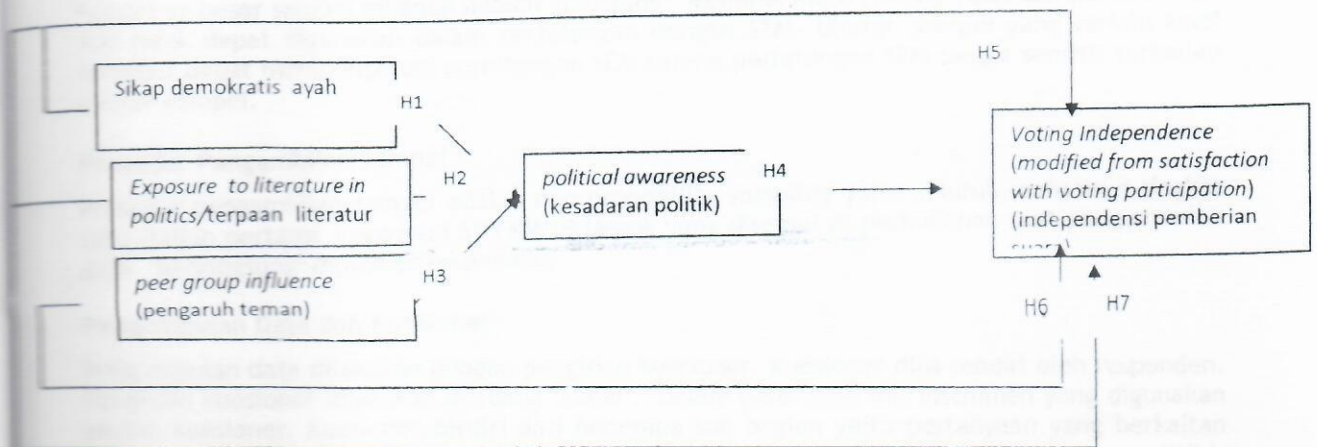 H5
Sikap demokratis ayah
H1
Exposure to literature in
politics/terpaan literatur
H2
peer group influence
(pengaruh teman)
H3
political awareness
(kesadaran politik)
H4
Voting Independence
(modified from satisfaction
with voting participation)
(independensi pemberian
H6
H7